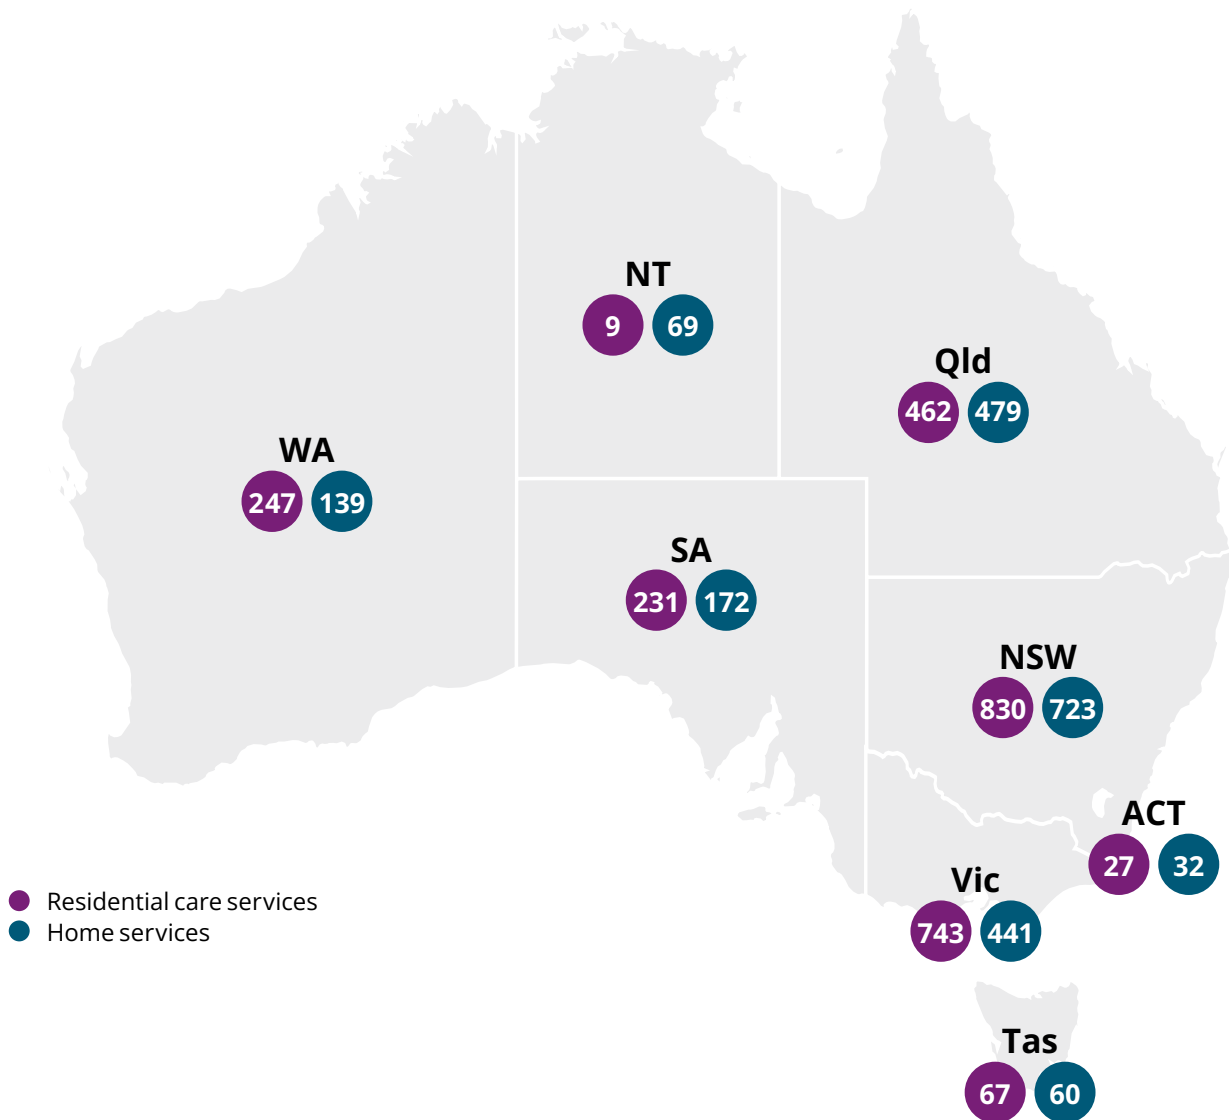 NT
9 69
Qld
462 479
WA
247 139
SA
231 172
NSW
830 723
ACT
27 32
Vic
743 441
Residential care services
Home services
Tas
67 60